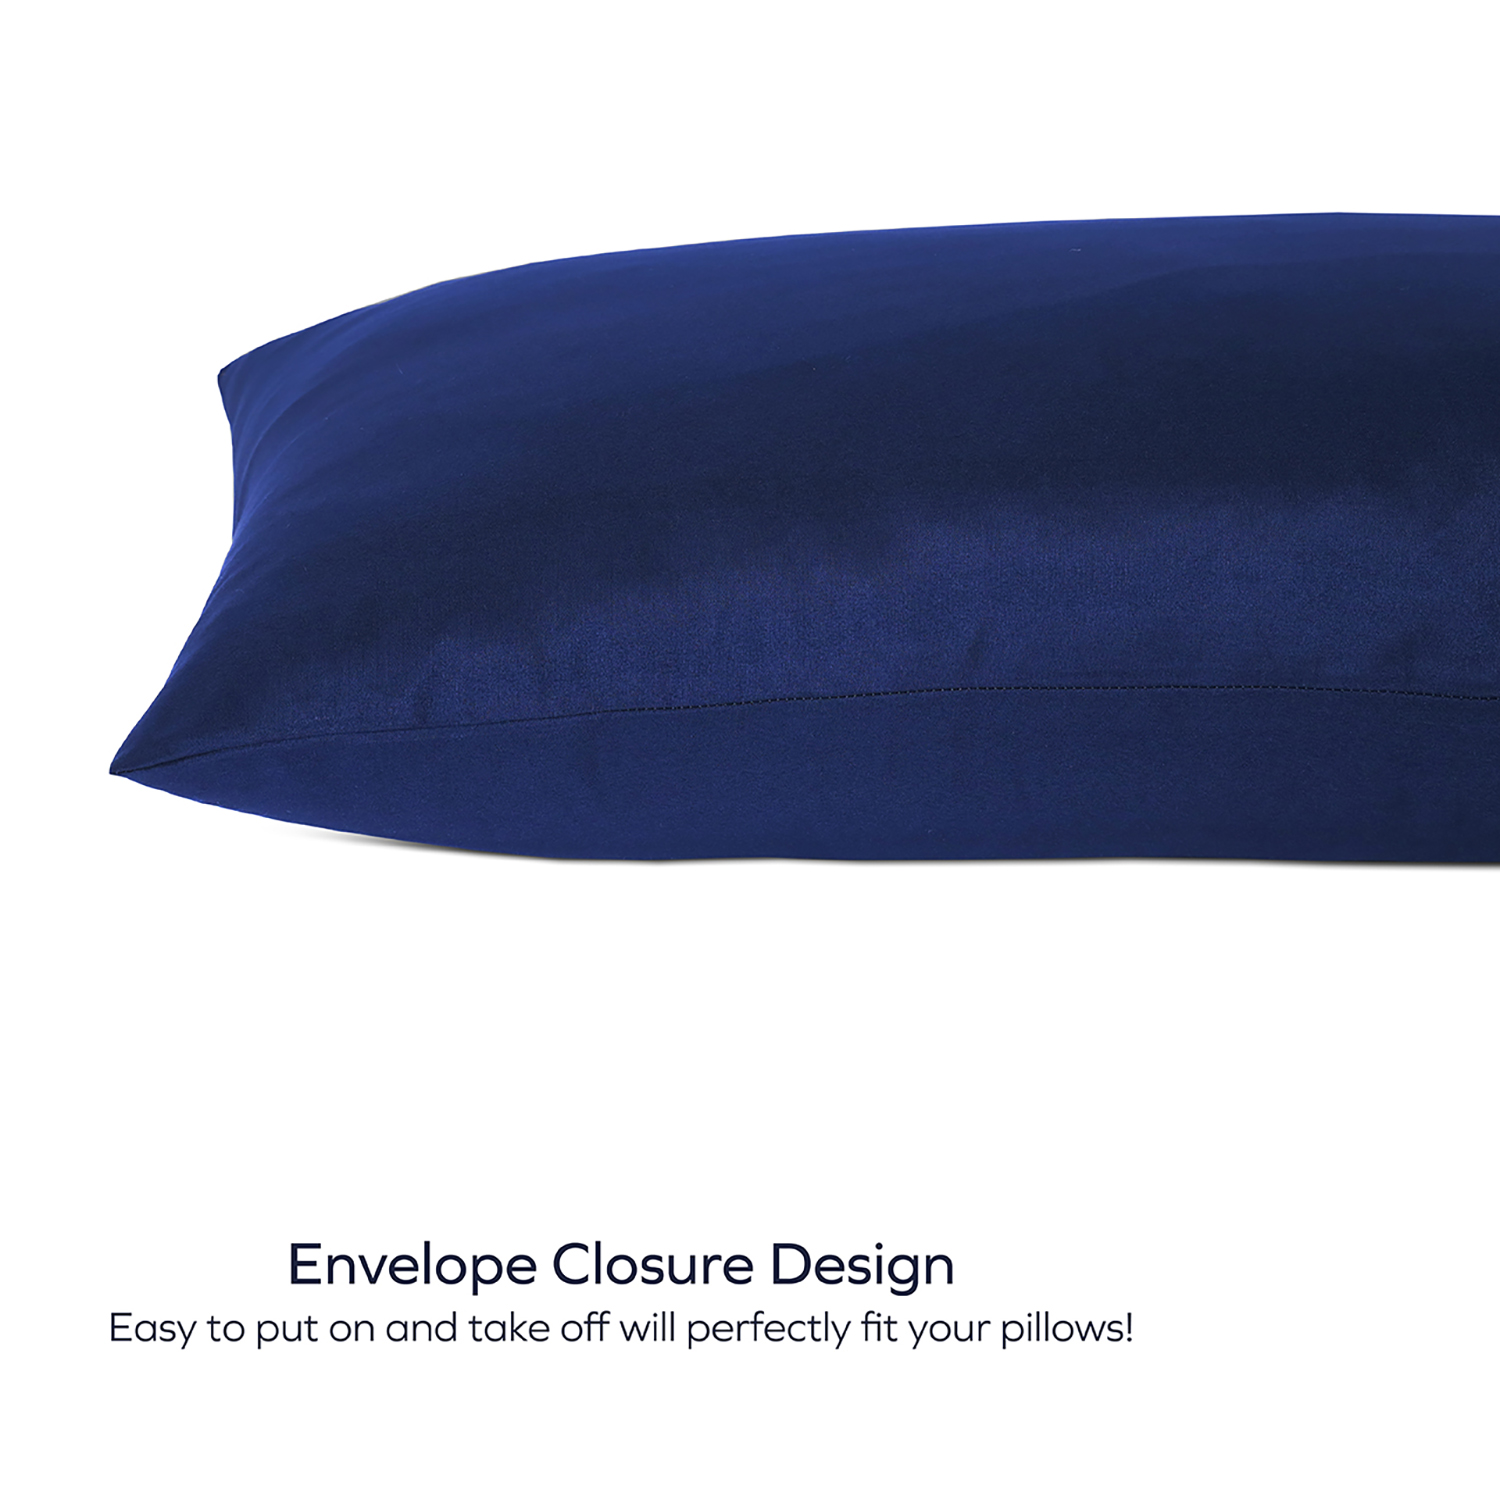 Envelope Closure Design
Easy to put on and take off will perfectly fit your pillows!